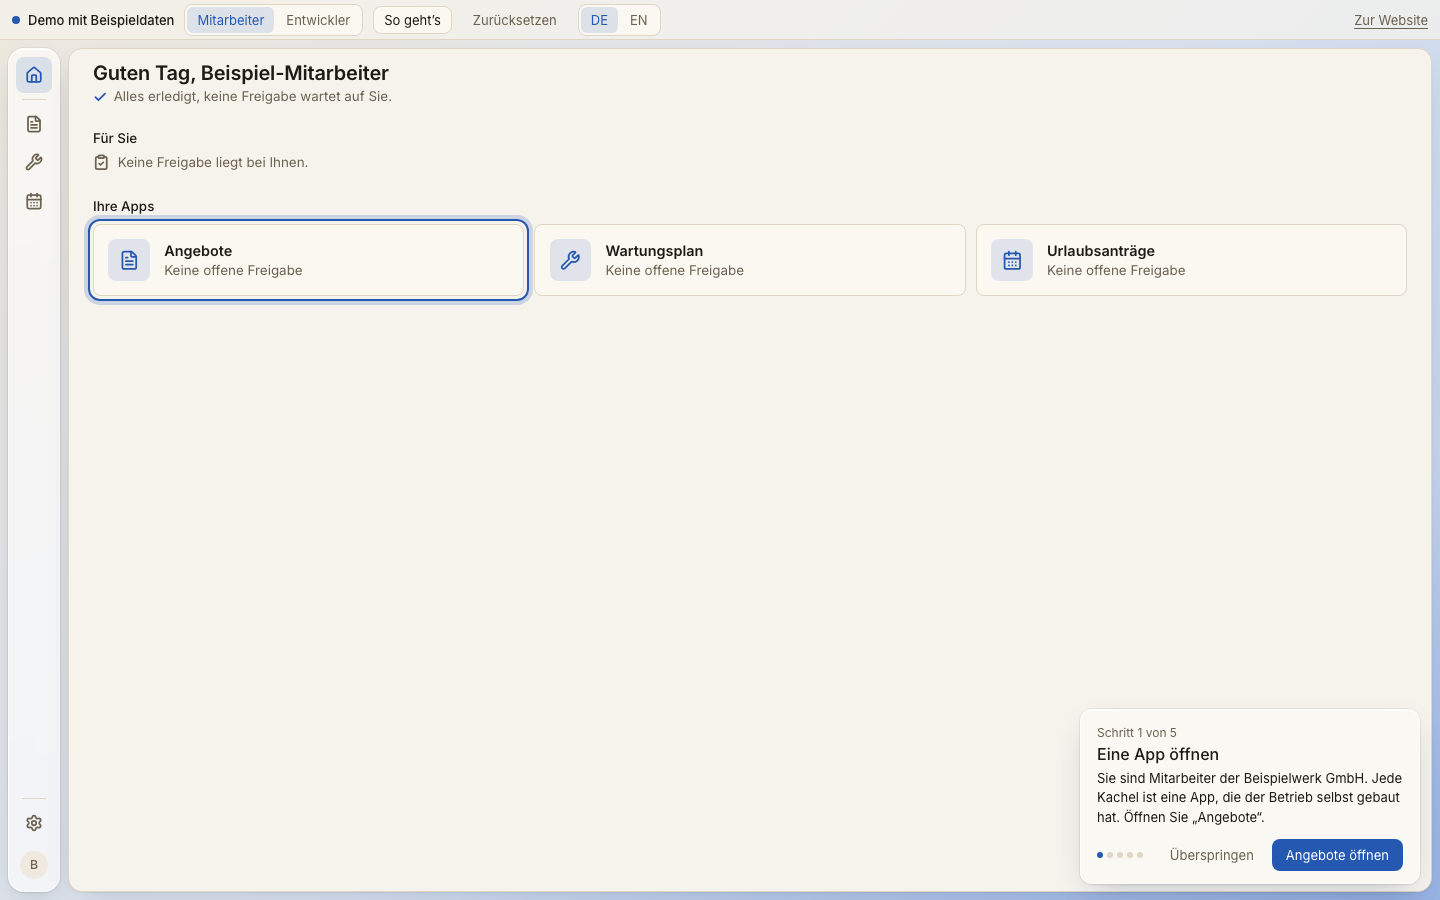 Demo mit Beispieldaten
Mitarbeiter
Entwickler
So geht’s
Zurücksetzen
DE
EN
Zur Website
Guten Tag, Beispiel-Mitarbeiter
Alles erledigt, keine Freigabe wartet auf Sie.
Für Sie
Keine Freigabe liegt bei Ihnen.
Ihre Apps
Angebote
Keine offene Freigabe
Wartungsplan
Keine offene Freigabe
Urlaubsanträge
Keine offene Freigabe
Schritt 1 von 5
Eine App öffnen
Sie sind Mitarbeiter der Beispielwerk GmbH. Jede
Kachel ist eine App, die der Betrieb selbst gebaut
hat. Öffnen Sie „Angebote“.
Überspringen
Angebote öffnen
B